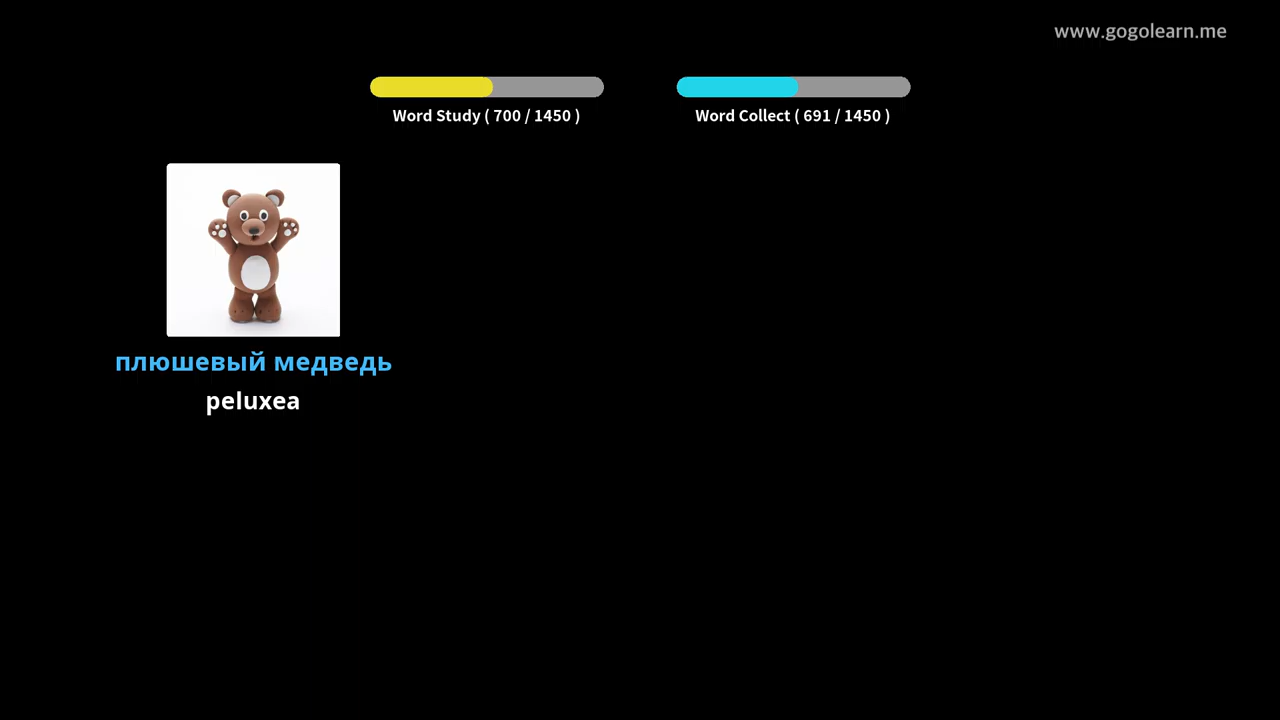 www.gogolearn.me
Word Study ( 700 / 1450 )
Word Collect ( 691 / 1450 )
плюшевый медведь
peluxea